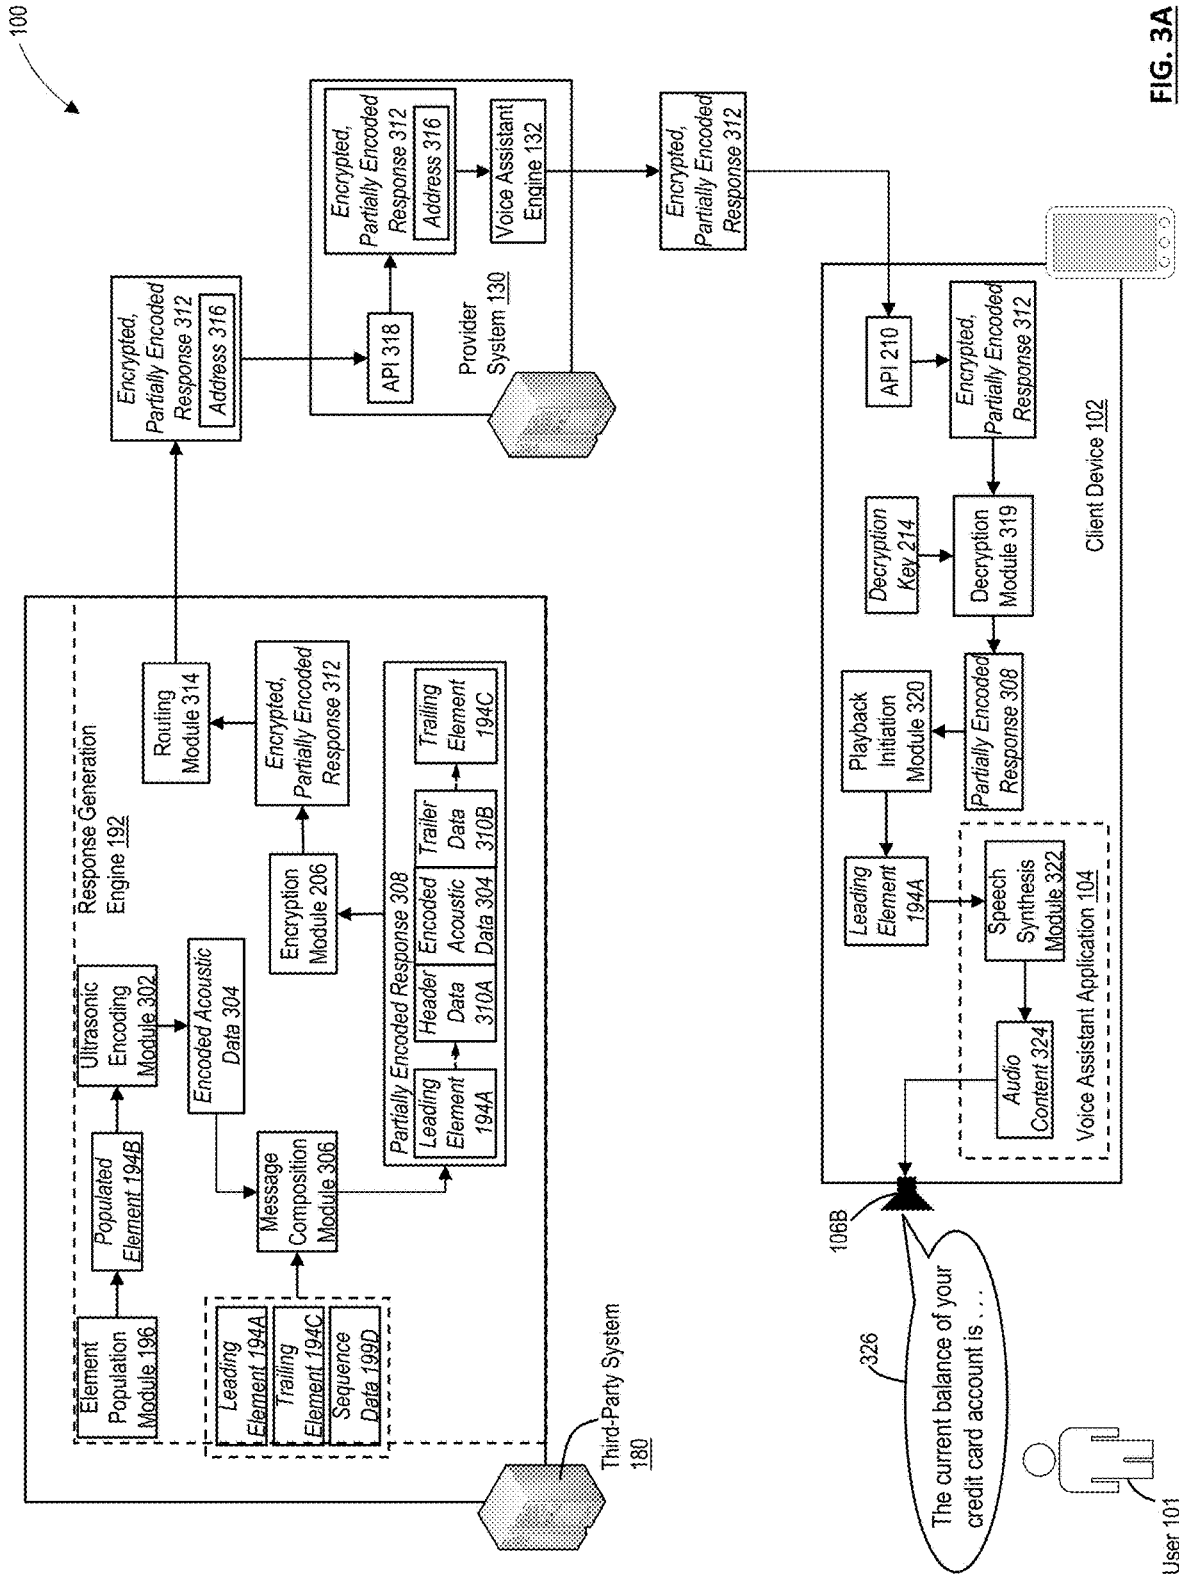 100
Response Generation
Engine 192
Element
Population
Module 196
Populated
Element 194B
Ultrasonic
Encoding
Module 302
Encoded Acoustic
Data 304
Leading
Element 194A
Trailing
Element 194C
Sequence
Data 199D
Message
Composition
Module 306
Partially Encoded Response 308
Leading
Element
194A
Header
Data
310A
Encoded
Acoustic
Data 304
Trailer
Data
310B
Trailing
Element
194C
Encryption
Module 206
Encrypted,
Partially Encoded
Response 312
Routing
Module 314
Third-Party System
180
Encrypted,
Partially Encoded
Response 312
Address 316
API 318
Provider
System 130
Encrypted,
Partially Encoded
Response 312
Address 316
Voice Assistant
Engine 132
Encrypted,
Partially Encoded
Response 312
API 210
Encrypted,
Partially Encoded
Response 312
Decryption
Key 214
Decryption
Module 319
Partially Encoded
Response 308
Playback
Initiation
Module 320
Leading
Element
194A
Speech
Synthesis
Module 322
Audio
Content 324
Voice Assistant Application 104
Client Device 102
106B
326
The current balance of your
credit card account is . . .
User 101
FIG. 3A